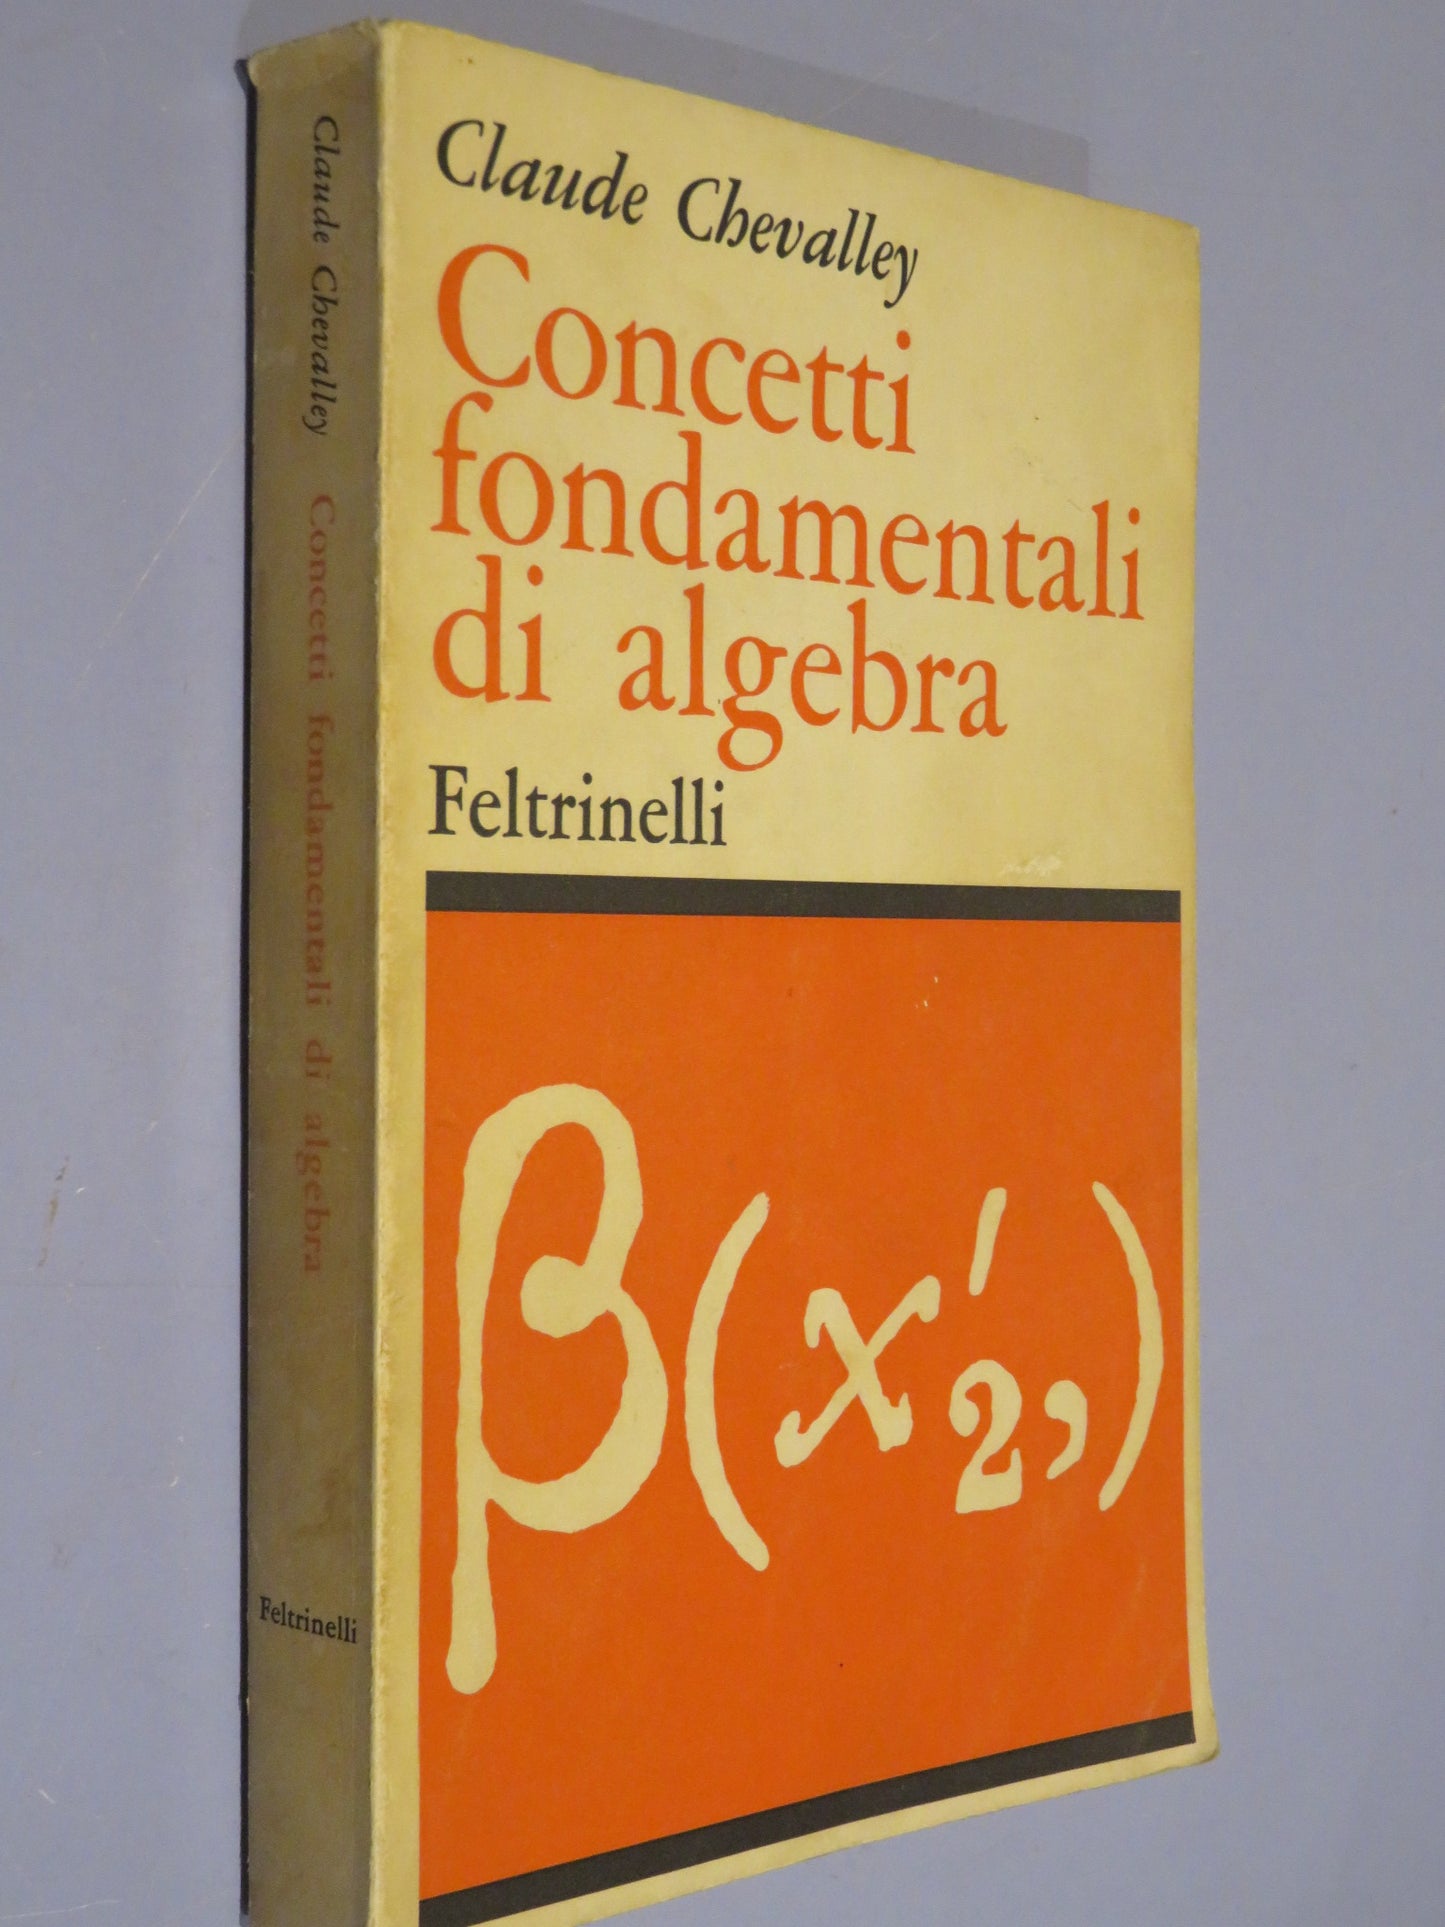 Claude Chevalley
Concetti
fondamentali
di algebra
Feltrinelli
β(x′₂,)
Claude Chevalley Concetti fondamentali di algebra
Feltrinelli